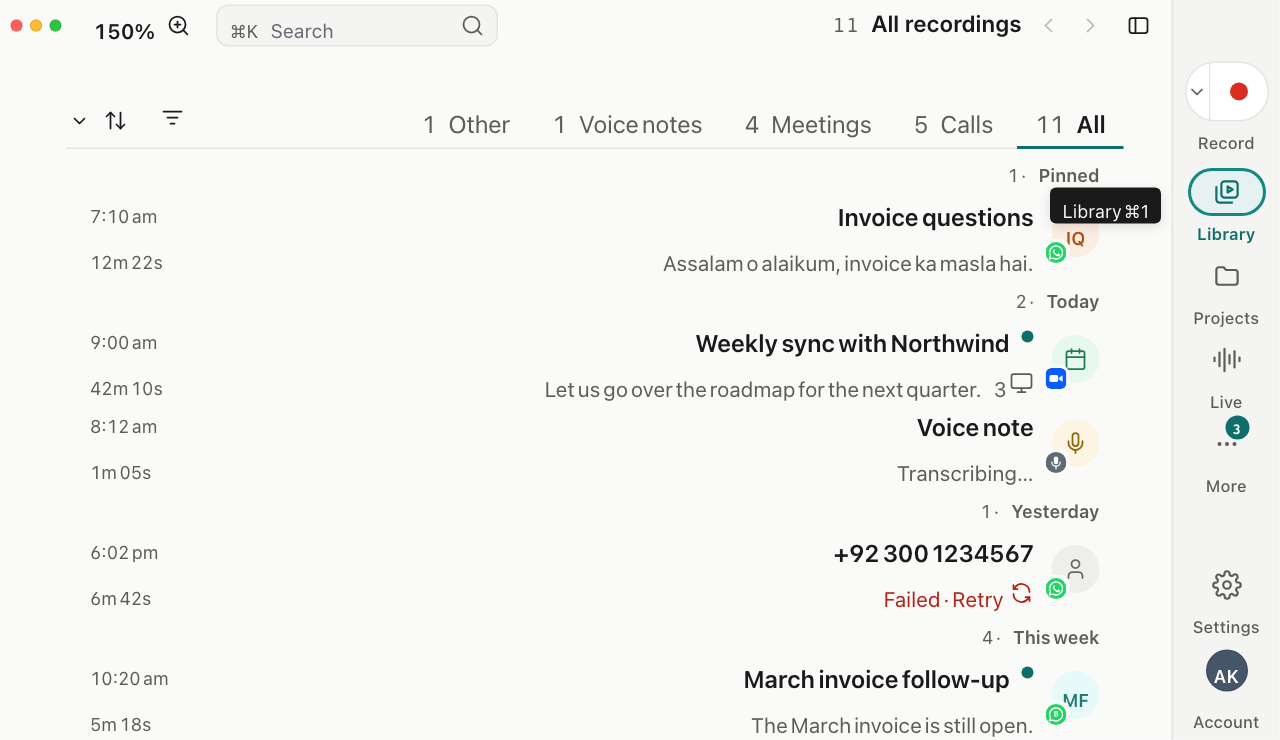 150%
⌘K Search
11 All recordings
1 Other
1 Voice notes
4 Meetings
5 Calls
11 All
1 · Pinned
7:10 am
Invoice questions
Library ⌘1
IQ
12m 22s
Assalam o alaikum, invoice ka masla hai.
2 · Today
9:00 am
Weekly sync with Northwind
42m 10s
Let us go over the roadmap for the next quarter. 3
8:12 am
Voice note
1m 05s
Transcribing...
1 · Yesterday
6:02 pm
+92 300 1234567
6m 42s
Failed · Retry
4 · This week
10:20 am
March invoice follow-up
MF
5m 18s
The March invoice is still open.
Record
Library
Projects
Live
3
More
Settings
AK
Account